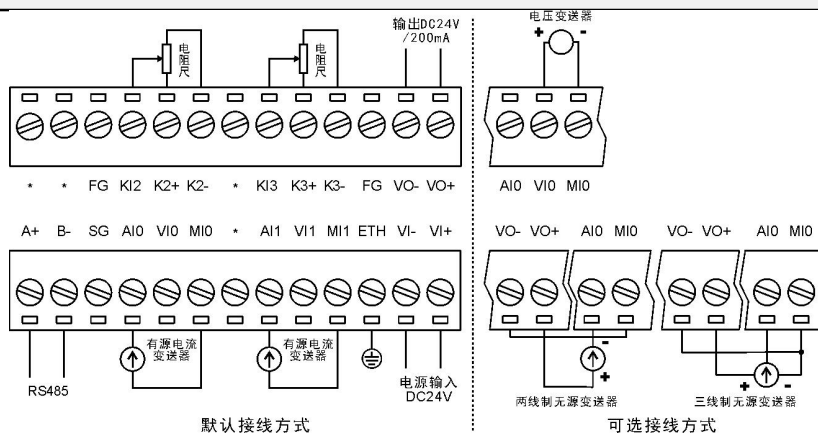 输出DC24V
/200mA
电阻尺
电阻尺
* * FG KI2 K2+ K2- * KI3 K3+ K3- FG VO- VO+
A+ B- SG AI0 VI0 MI0 * AI1 VI1 MI1 ETH VI- VI+
有源电流
变送器
有源电流
变送器
RS485
电源输入
DC24V
默认接线方式
电压变送器
+ -
AI0 VI0 MI0
VO- VO+ AI0 MI0 VO- VO+ AI0 MI0
-
+
+ -
两线制无源变送器
三线制无源变送器
可选接线方式